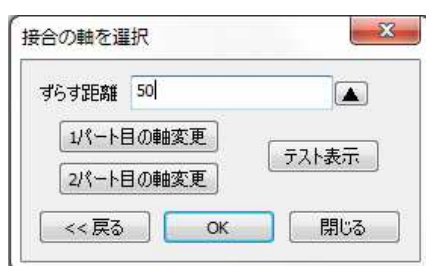 接合の軸を選択
ずらす距離 50
1パート目の軸変更
テスト表示
2パート目の軸変更
<< 戻る OK 閉じる